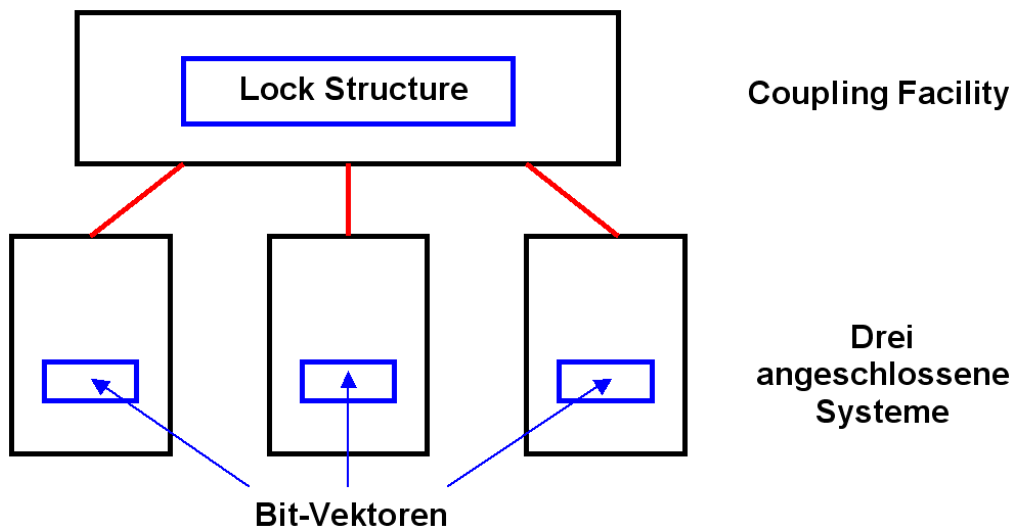 Lock Structure
Coupling Facility
Drei
angeschlossene
Systeme
Bit-Vektoren